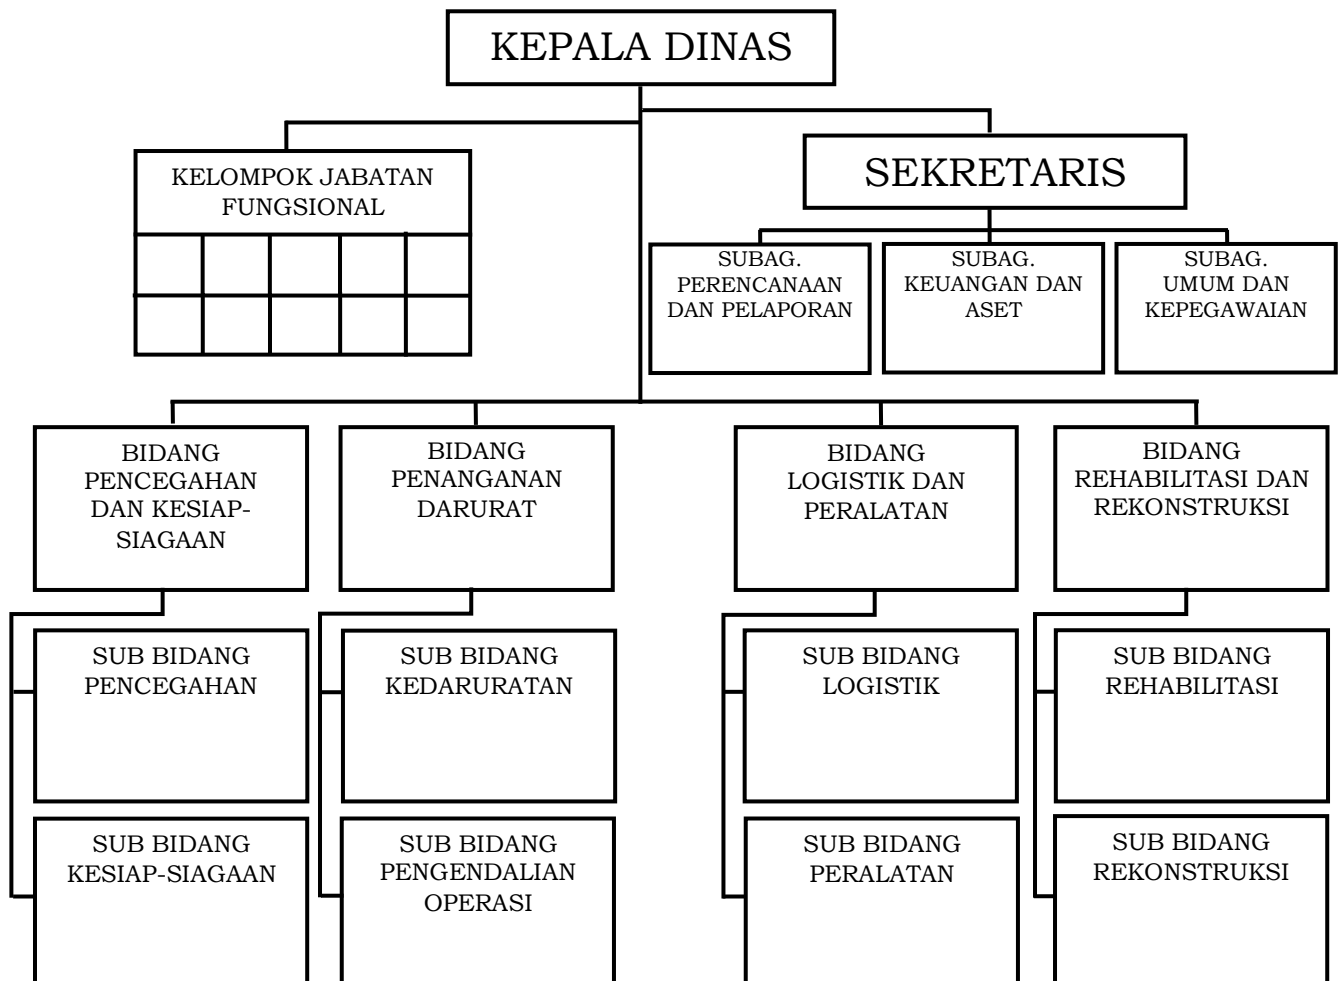 KEPALA DINAS
KELOMPOK JABATAN
FUNGSIONAL
SEKRETARIS
SUBAG.
PERENCANAAN
DAN PELAPORAN
SUBAG.
KEUANGAN DAN
ASET
SUBAG.
UMUM DAN
KEPEGAWAIAN
BIDANG
PENCEGAHAN
DAN KESIAP-
SIAGAAN
BIDANG
PENANGANAN
DARURAT
BIDANG
LOGISTIK DAN
PERALATAN
BIDANG
REHABILITASI DAN
REKONSTRUKSI
SUB BIDANG
PENCEGAHAN
SUB BIDANG
KEDARURATAN
SUB BIDANG
LOGISTIK
SUB BIDANG
REHABILITASI
SUB BIDANG
KESIAP-SIAGAAN
SUB BIDANG
PENGENDALIAN
OPERASI
SUB BIDANG
PERALATAN
SUB BIDANG
REKONSTRUKSI